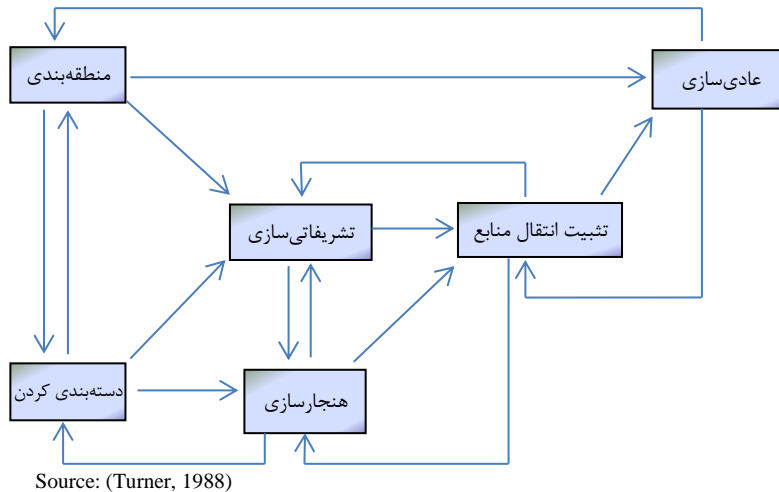 عادی‌سازی
منطقه‌بندی
تثبیت انتقال منابع
تشریفاتی‌سازی
هنجارسازی
دسته‌بندی کردن
Source: (Turner, 1988)